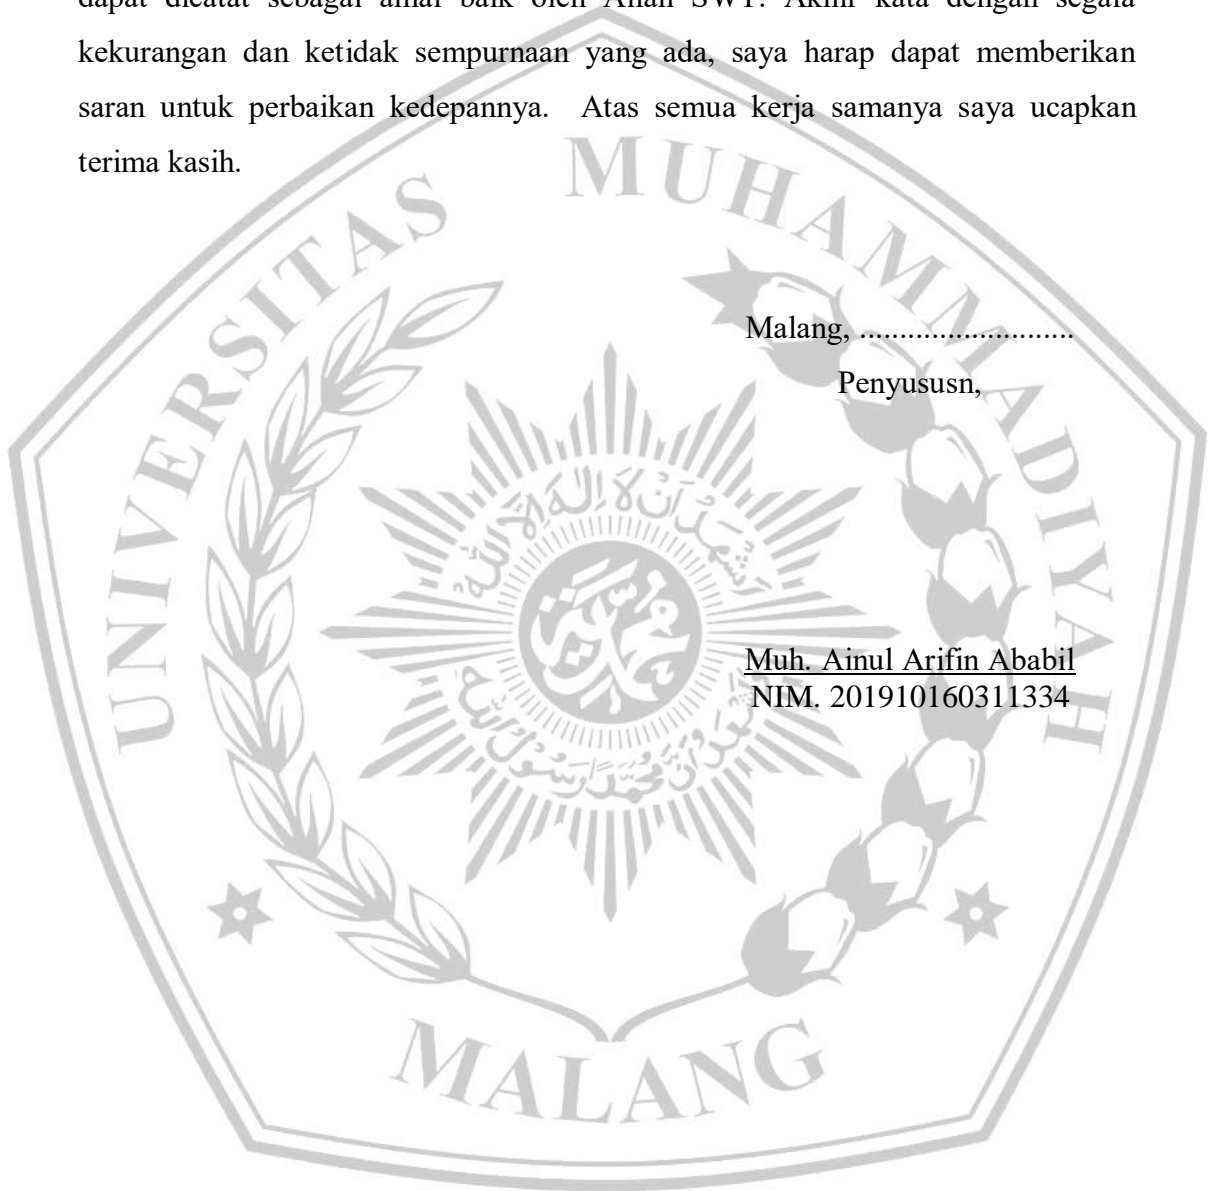 dapat dicatat sebagai amal baik oleh Allah SWT. Akhir kata dengan segala
kekurangan dan ketidak sempurnaan yang ada, saya harap dapat memberikan
saran untuk perbaikan kedepannya. Atas semua kerja samanya saya ucapkan
terima kasih.
UNIVERSITAS MUHAMMADIYAH
Malang, ...........................
Penyususn,
Muh. Ainul Arifin Ababil
NIM. 201910160311334
MALANG